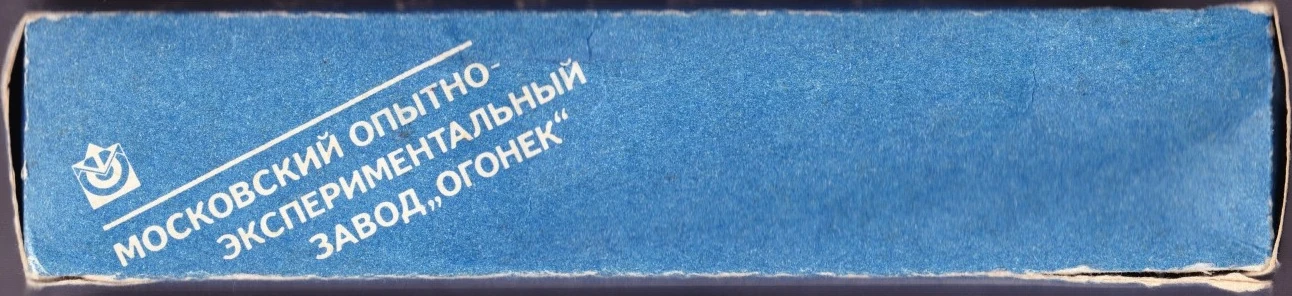 МОСКОВСКИЙ ОПЫТНО-
ЭКСПЕРИМЕНТАЛЬНЫЙ
ЗАВОД „ОГОНЕК“